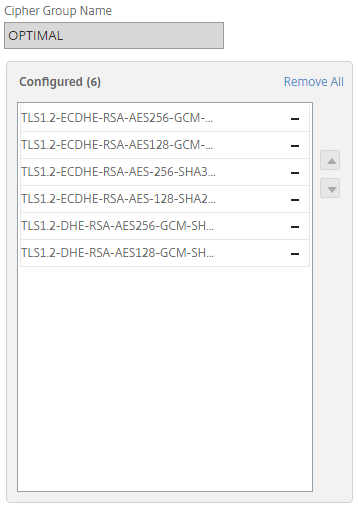 Cipher Group Name
OPTIMAL
Configured (6)
Remove All
TLS1.2-ECDHE-RSA-AES256-GCM-...
TLS1.2-ECDHE-RSA-AES128-GCM-...
TLS1.2-ECDHE-RSA-AES-256-SHA3...
TLS1.2-ECDHE-RSA-AES-128-SHA2...
TLS1.2-DHE-RSA-AES256-GCM-SH...
TLS1.2-DHE-RSA-AES128-GCM-SH...